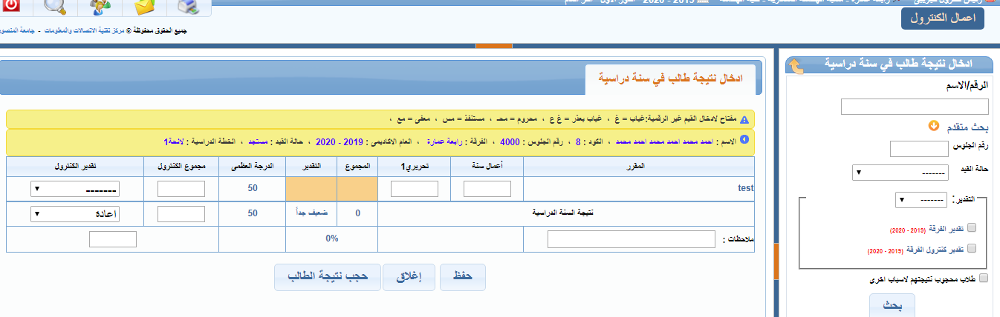 اعمال الكنترول
جميع الحقوق محفوظة © مركز تقنية الاتصالات والمعلومات - جامعة
ادخال نتيجة طالب في سنة دراسية
الرقم/الاسم
بحث متقدم
رقم الجلوس
حالة القيد
-------
التقدير :
-------
تقدير الفرقة (2019 - 2020)
تقدير كنترول الفرقة (2019 - 2020)
طلاب محجوب نتيجتهم لاسباب اخرى
بحث
ادخال نتيجة طالب في سنة دراسية
مفتاح لادخال القيم غير الرقمية:غياب = غ ، غياب بعذر = غ ع ، محروم = مح ، مستنفذ = مس ، معفى = مع ،
الاسم : احمد محمد احمد محمد احمد محمد ، الكود : 8 ، رقم الجلوس : 4000 ، الفرقة : رابعة عمارة ، العام الاكاديمى : 2019 - 2020 ، حالة القيد : مستجد ، الخطة الدراسية : لائحة1
المقرر أعمال سنة تحريري1 المجموع التقدير الدرجة العظمى مجموع الكنترول تقدير الكنترول
test 50 -------
نتيجة السنة الدراسية 0 ضعيف جداً 50 اعادة
ملاحظات : 0%
حفظ إغلاق حجب نتيجة الطالب